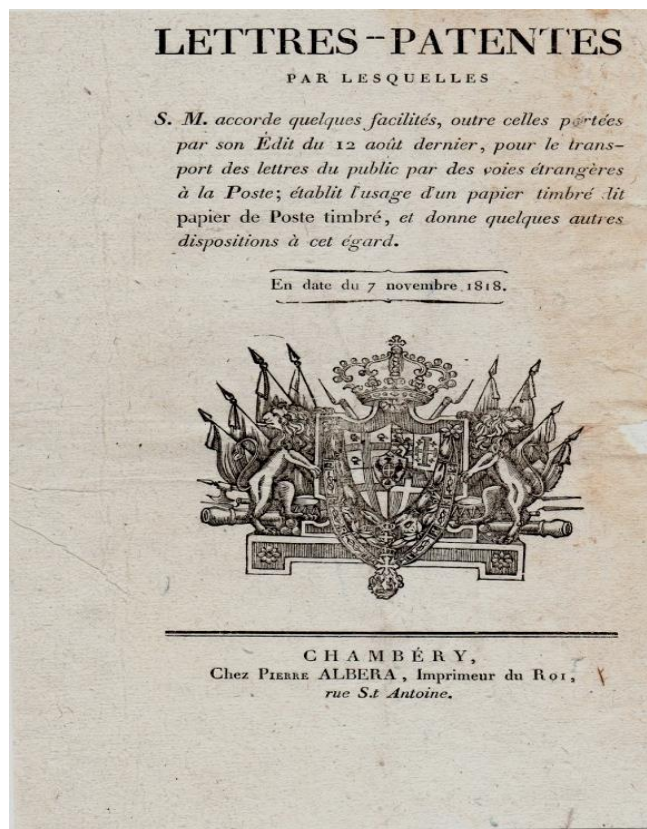 LETTRES-PATENTES
PAR LESQUELLES
S. M. accorde quelques facilités, outre celles portées
par son Édit du 12 août dernier, pour le trans-
port des lettres du public par des voies étrangères
à la Poste; établit l'usage d'un papier timbré dit
papier de Poste timbré, et donne quelques autres
dispositions à cet égard.
En date du 7 novembre 1818.
CHAMBÉRY,
Chez PIERRE ALBERA, Imprimeur du ROI,
rue S.t Antoine.